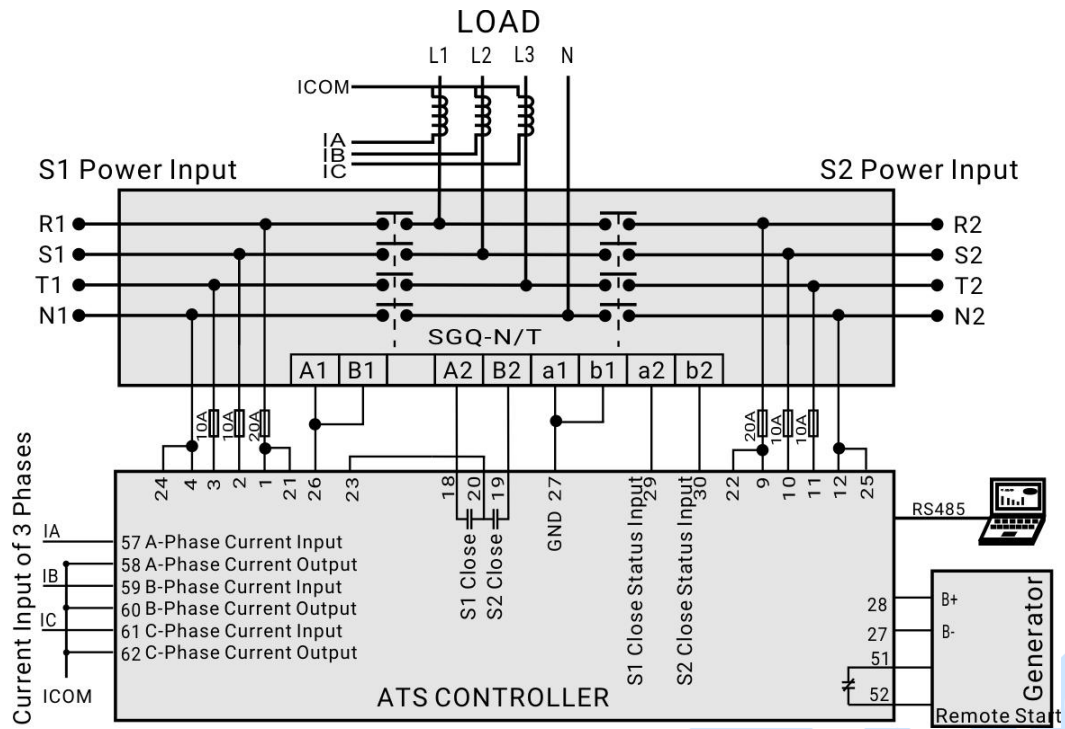 LOAD
L1 L2 L3 N
ICOM
IA
IB
IC
S1 Power Input
S2 Power Input
R1
R2
S1
S2
T1
T2
N1
N2
SGQ-N/T
A1 B1 A2 B2 a1 b1 a2 b2
10A 10A 20A
20A 10A 10A
24 4 3 2 1 21 26 23 18 20 19 27 29 30 22 9 10 11 12 25
S1 Close
S2 Close
GND
S1 Close Status Input
S2 Close Status Input
RS485
Current Input of 3 Phases
IA
57 A-Phase Current Input
58 A-Phase Current Output
IB
59 B-Phase Current Input
60 B-Phase Current Output
IC
61 C-Phase Current Input
62 C-Phase Current Output
ICOM
ATS CONTROLLER
28 B+
27 B-
51
52
Generator
Remote Start